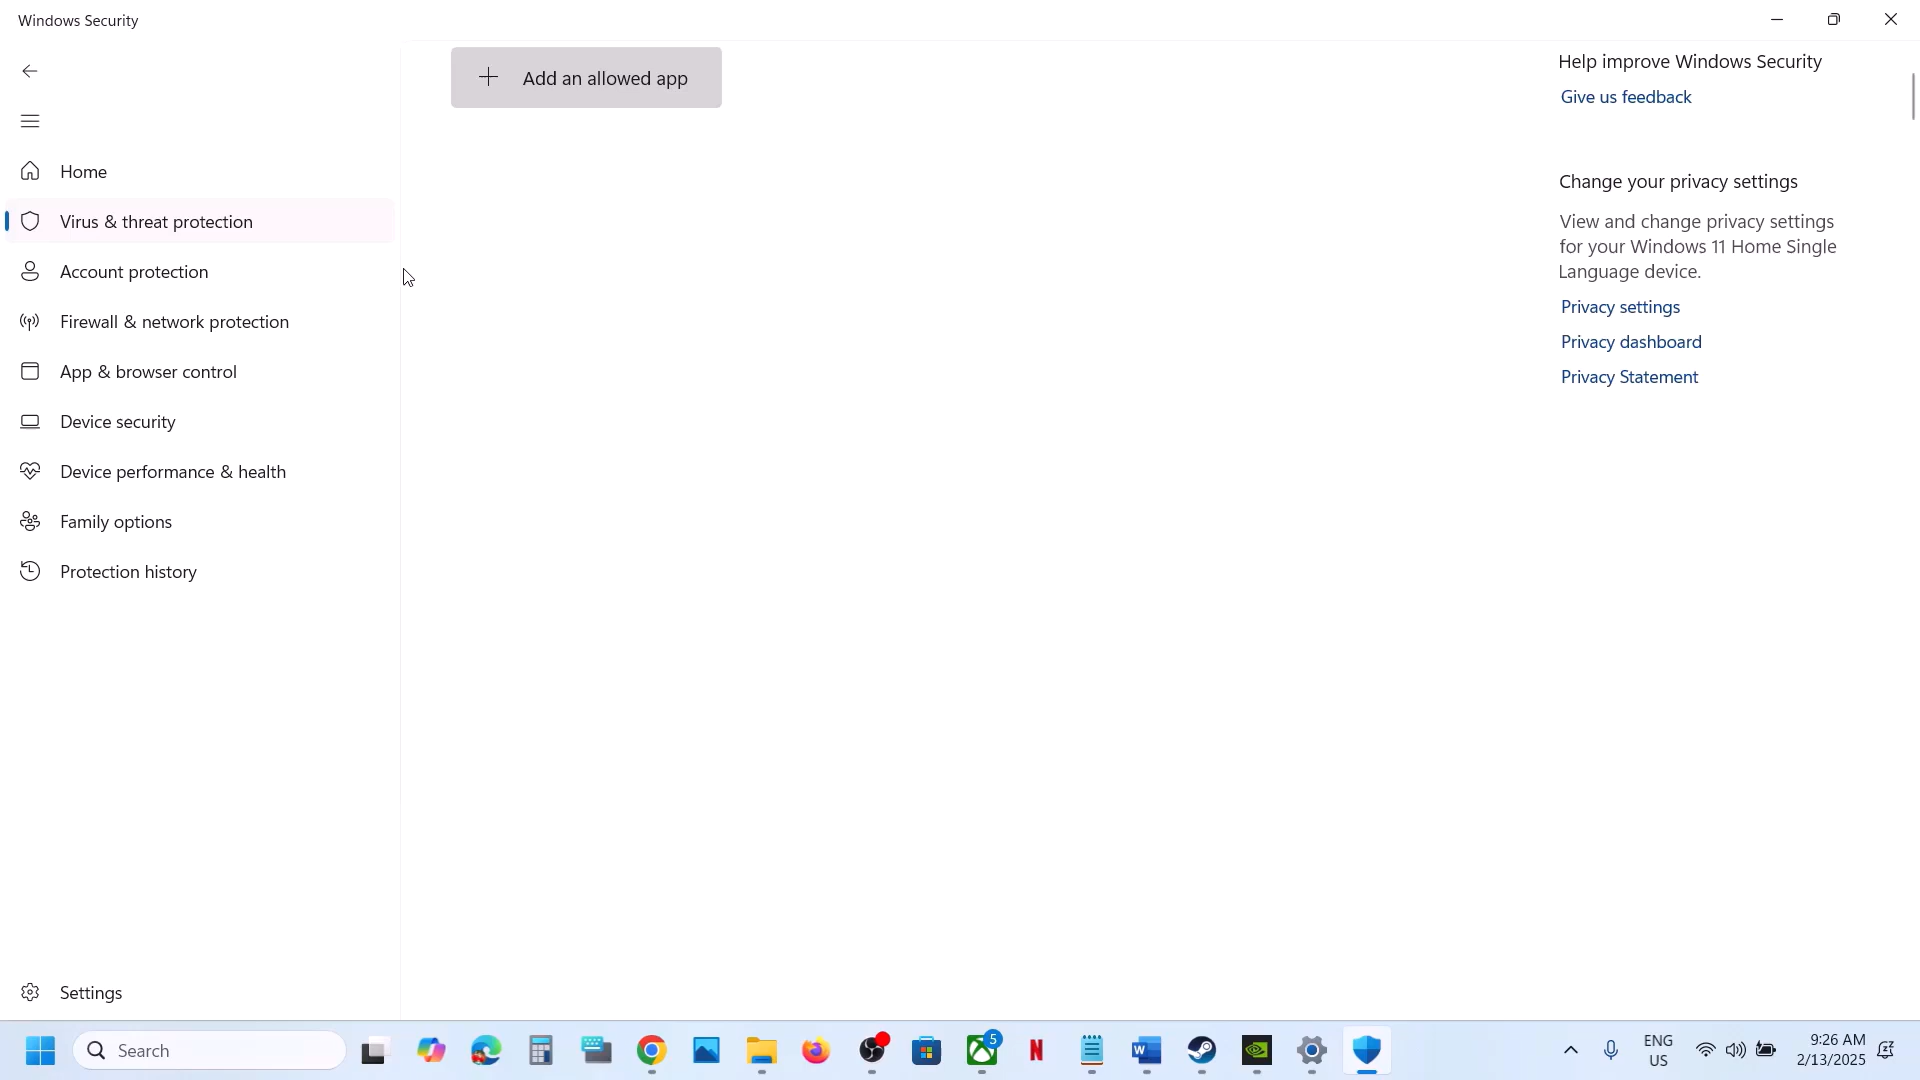 Windows Security
Add an allowed app
Home
Virus & threat protection
Account protection
Firewall & network protection
App & browser control
Device security
Device performance & health
Family options
Protection history
Settings
Help improve Windows Security
Give us feedback
Change your privacy settings
View and change privacy settings
for your Windows 11 Home Single
Language device.
Privacy settings
Privacy dashboard
Privacy Statement
Search
5
N
W
ENG
US
9:26 AM
2/13/2025